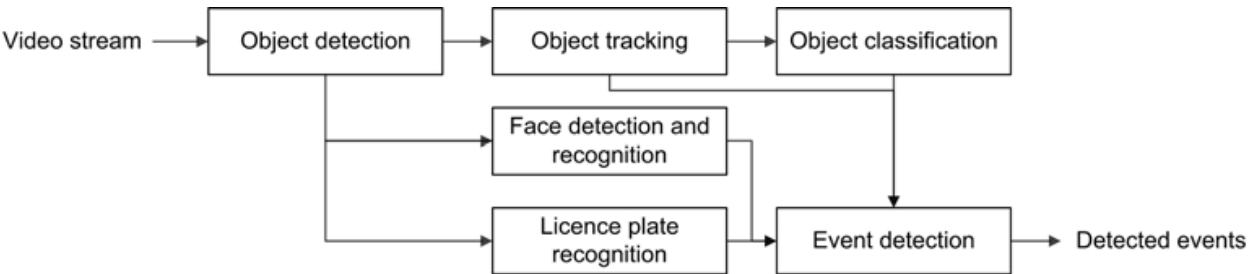 Video stream
Object detection
Object tracking
Object classification
Face detection and
recognition
Licence plate
recognition
Event detection
Detected events